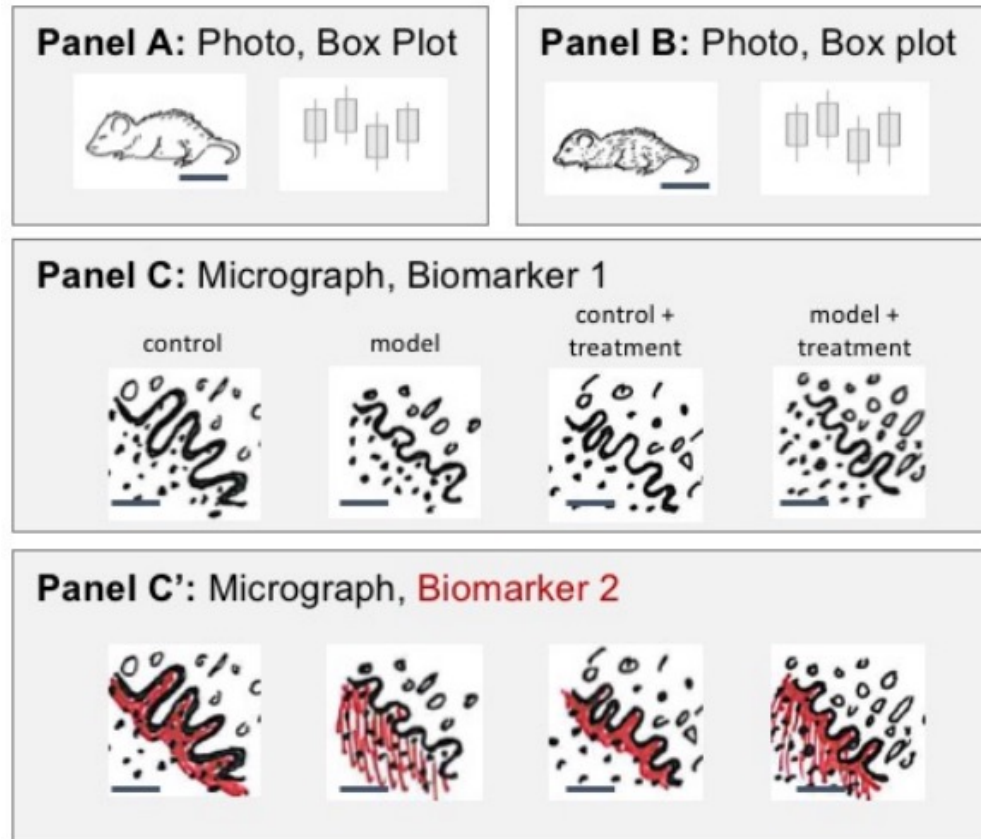 Panel A: Photo, Box Plot
Panel B: Photo, Box plot
Panel C: Micrograph, Biomarker 1
control
model
control +
treatment
model +
treatment
Panel C’: Micrograph, Biomarker 2